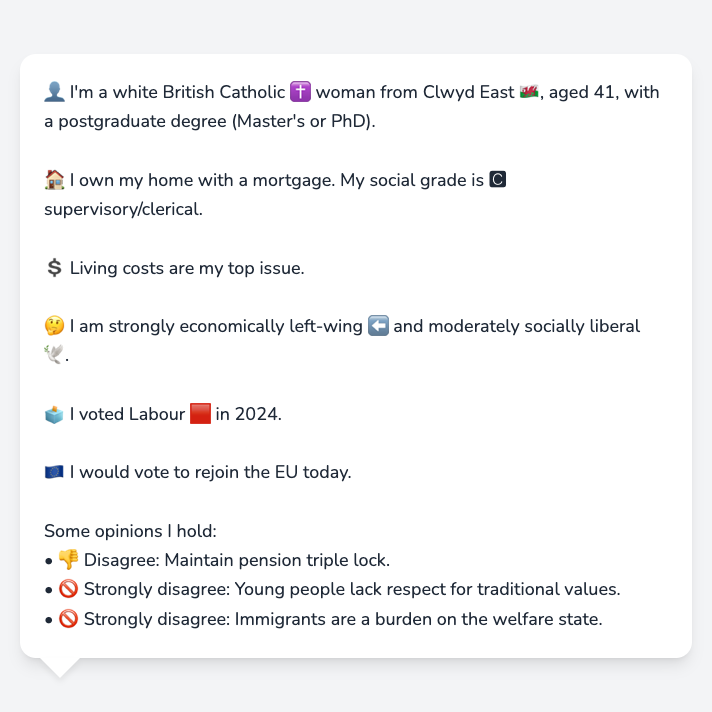 👤 I'm a white British Catholic ✝️ woman from Clwyd East 🏴󠁧󠁢󠁷󠁬󠁳󠁿, aged 41, with
a postgraduate degree (Master's or PhD).
🏠 I own my home with a mortgage. My social grade is 🅲
supervisory/clerical.
💲 Living costs are my top issue.
🤔 I am strongly economically left-wing ⬅️ and moderately socially liberal
🕊️.
🗳️ I voted Labour 🟥 in 2024.
🇪🇺 I would vote to rejoin the EU today.
Some opinions I hold:
• 👎 Disagree: Maintain pension triple lock.
• 🚫 Strongly disagree: Young people lack respect for traditional values.
• 🚫 Strongly disagree: Immigrants are a burden on the welfare state.